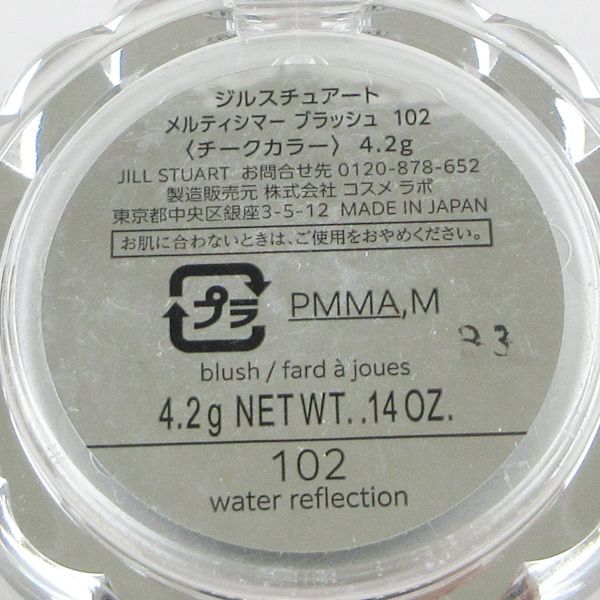 ジルスチュアート
メルティシマー ブラッシュ 102
〈チークカラー〉 4.2g
JILL STUART お問合せ先 0120-878-652
製造販売元 株式会社 コスメ ラボ
東京都中央区銀座3-5-12 MADE IN JAPAN
お肌に合わないときは、ご使用をおやめください。
プラ PMMA,M
blush / fard à joues
4.2g NET WT. .14 OZ.
102
water reflection